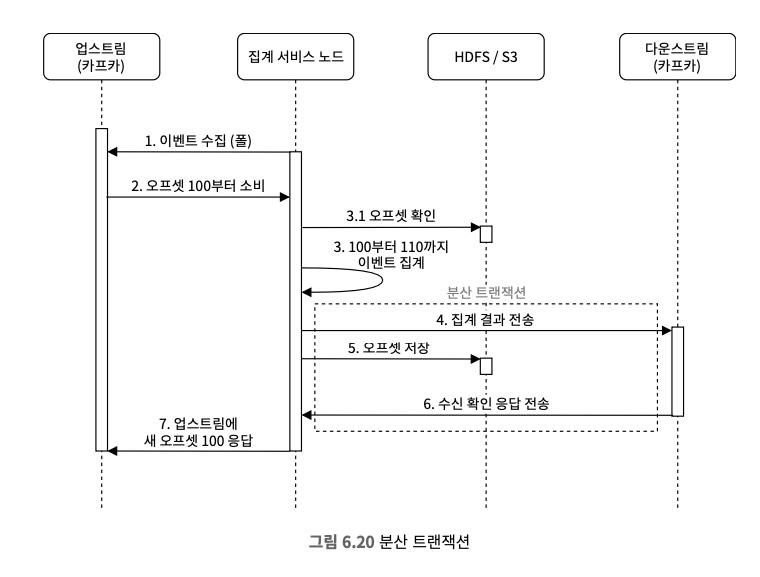 업스트림
(카프카)
집계 서비스 노드
HDFS / S3
다운스트림
(카프카)
1. 이벤트 수집 (폴)
2. 오프셋 100부터 소비
3.1 오프셋 확인
3. 100부터 110까지
이벤트 집계
분산 트랜잭션
4. 집계 결과 전송
5. 오프셋 저장
6. 수신 확인 응답 전송
7. 업스트림에
새 오프셋 100 응답
그림 6.20 분산 트랜잭션